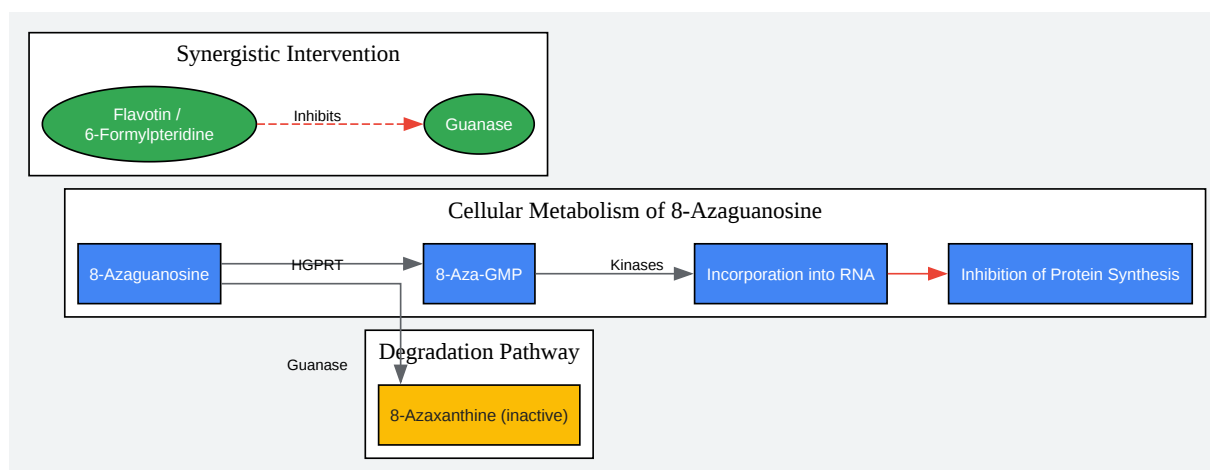 Synergistic Intervention
Flavotin /
6-Formylpteridine
Inhibits
Guanase
Cellular Metabolism of 8-Azaguanosine
8-Azaguanosine
HGPRT
8-Aza-GMP
Kinases
Incorporation into RNA
Inhibition of Protein Synthesis
Guanase
Degradation Pathway
8-Azaxanthine (inactive)